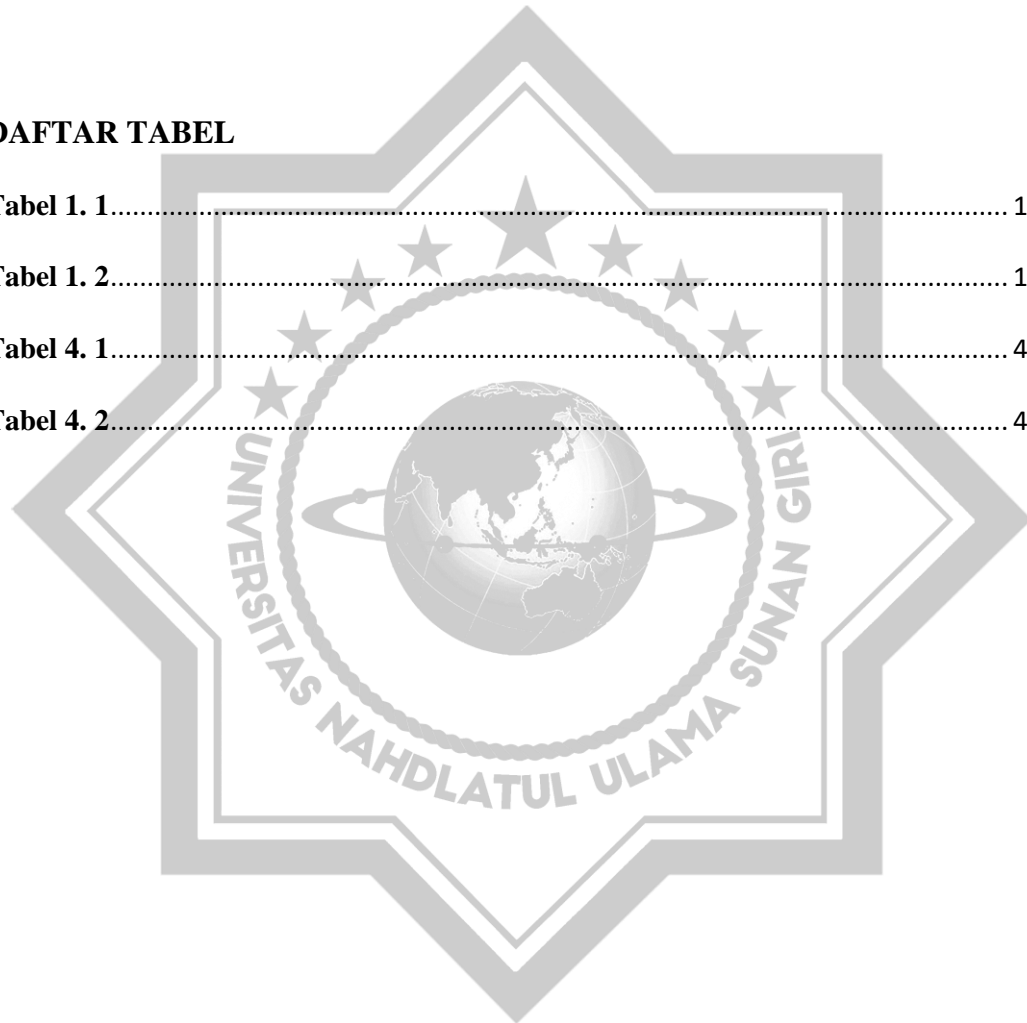 DAFTAR TABEL
Tabel 1. 1........................................................................................................................ 1
Tabel 1. 2........................................................................................................................ 1
Tabel 4. 1........................................................................................................................ 4
Tabel 4. 2........................................................................................................................ 4
UNIVERSITAS NAHDLATUL ULAMA SUNAN GIRI